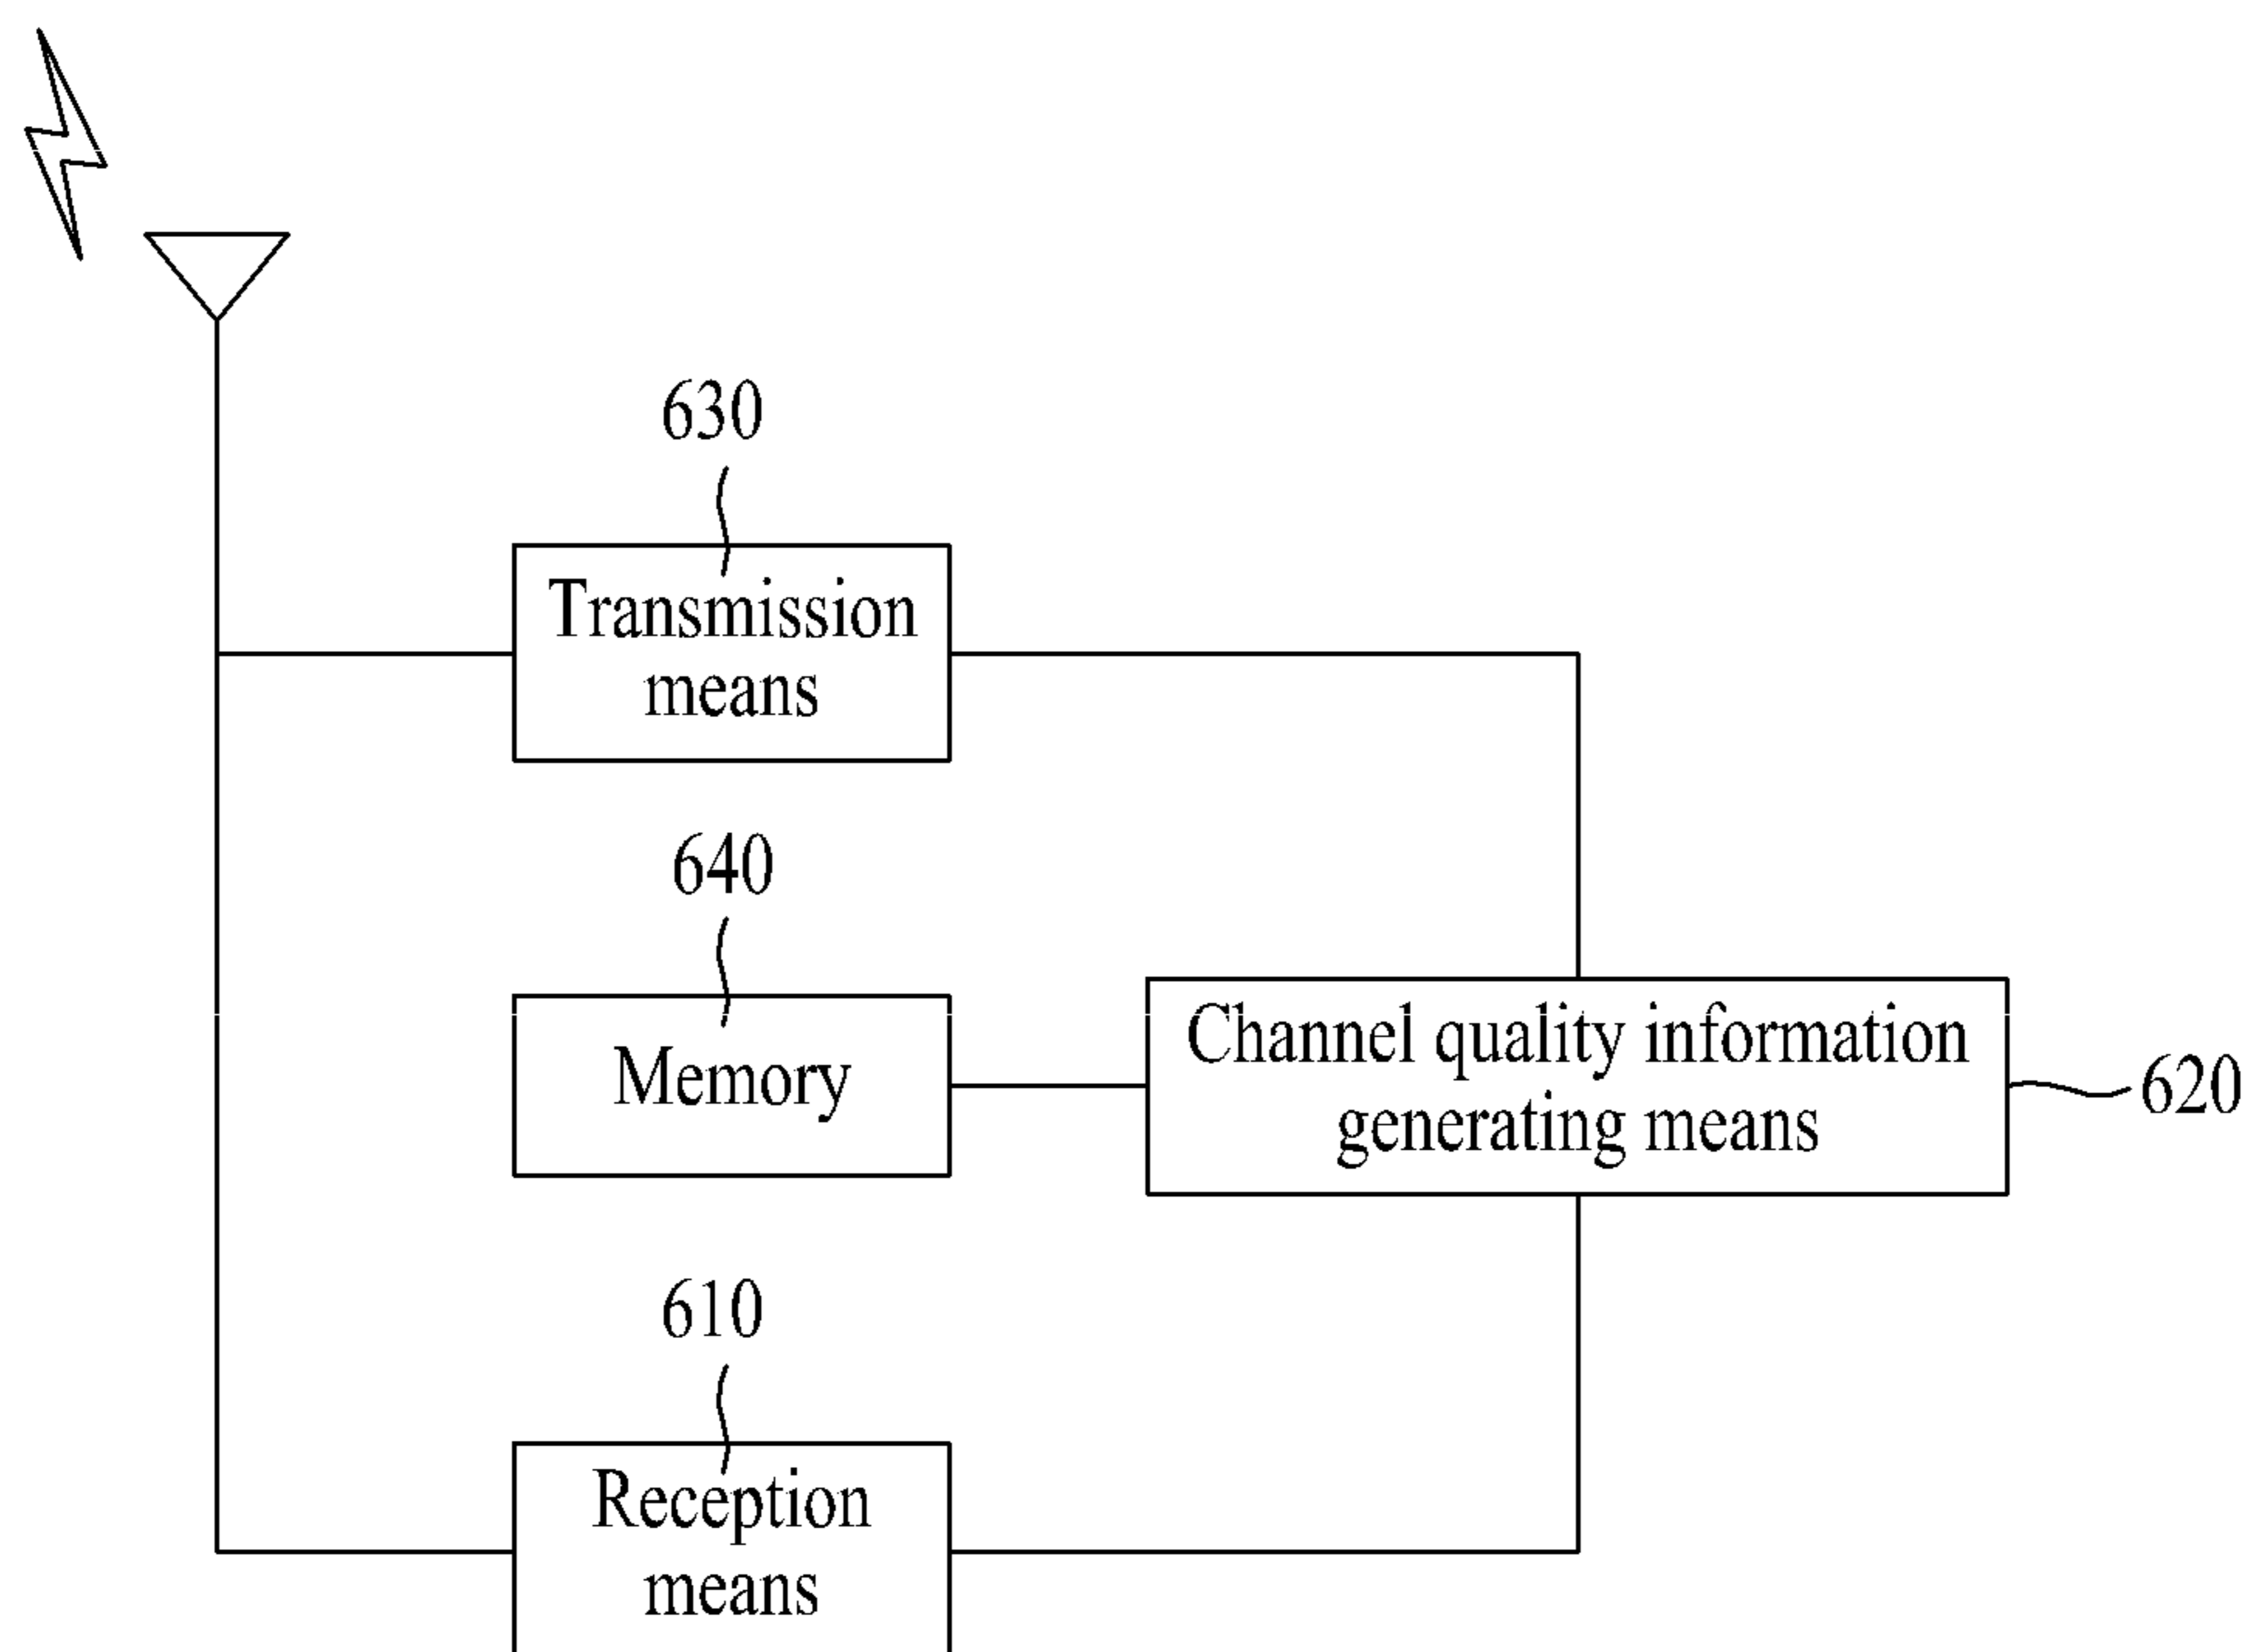 630
Transmission
means
640
Memory
Channel quality information
generating means
620
610
Reception
means